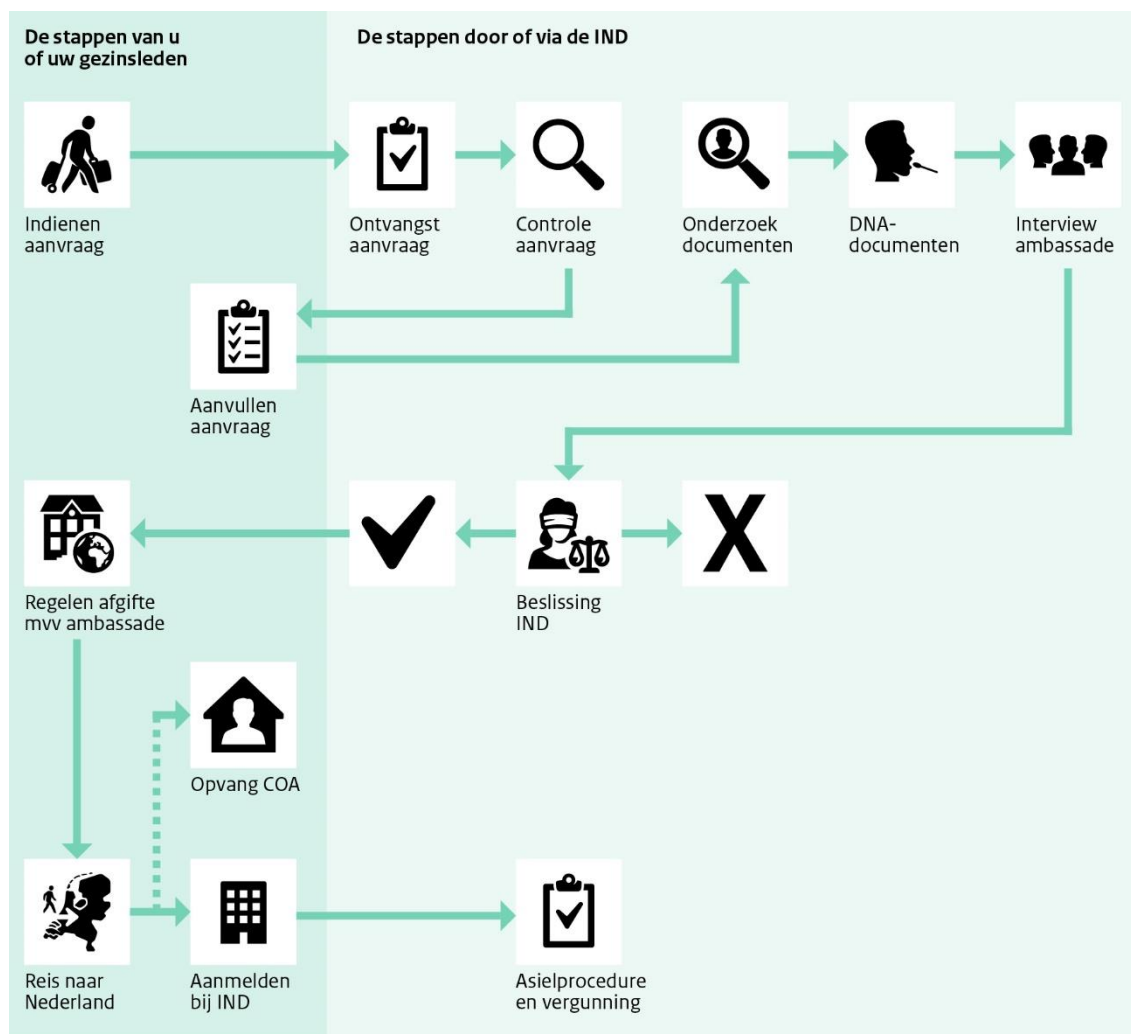 De stappen van u
of uw gezinsleden
De stappen door of via de IND
Indienen
aanvraag
Ontvangst
aanvraag
Controle
aanvraag
Onderzoek
documenten
DNA-
documenten
Interview
ambassade
Aanvullen
aanvraag
Regelen afgifte
mvv ambassade
Beslissing
IND
X
Opvang COA
Reis naar
Nederland
Aanmelden
bij IND
Asielprocedure
en vergunning